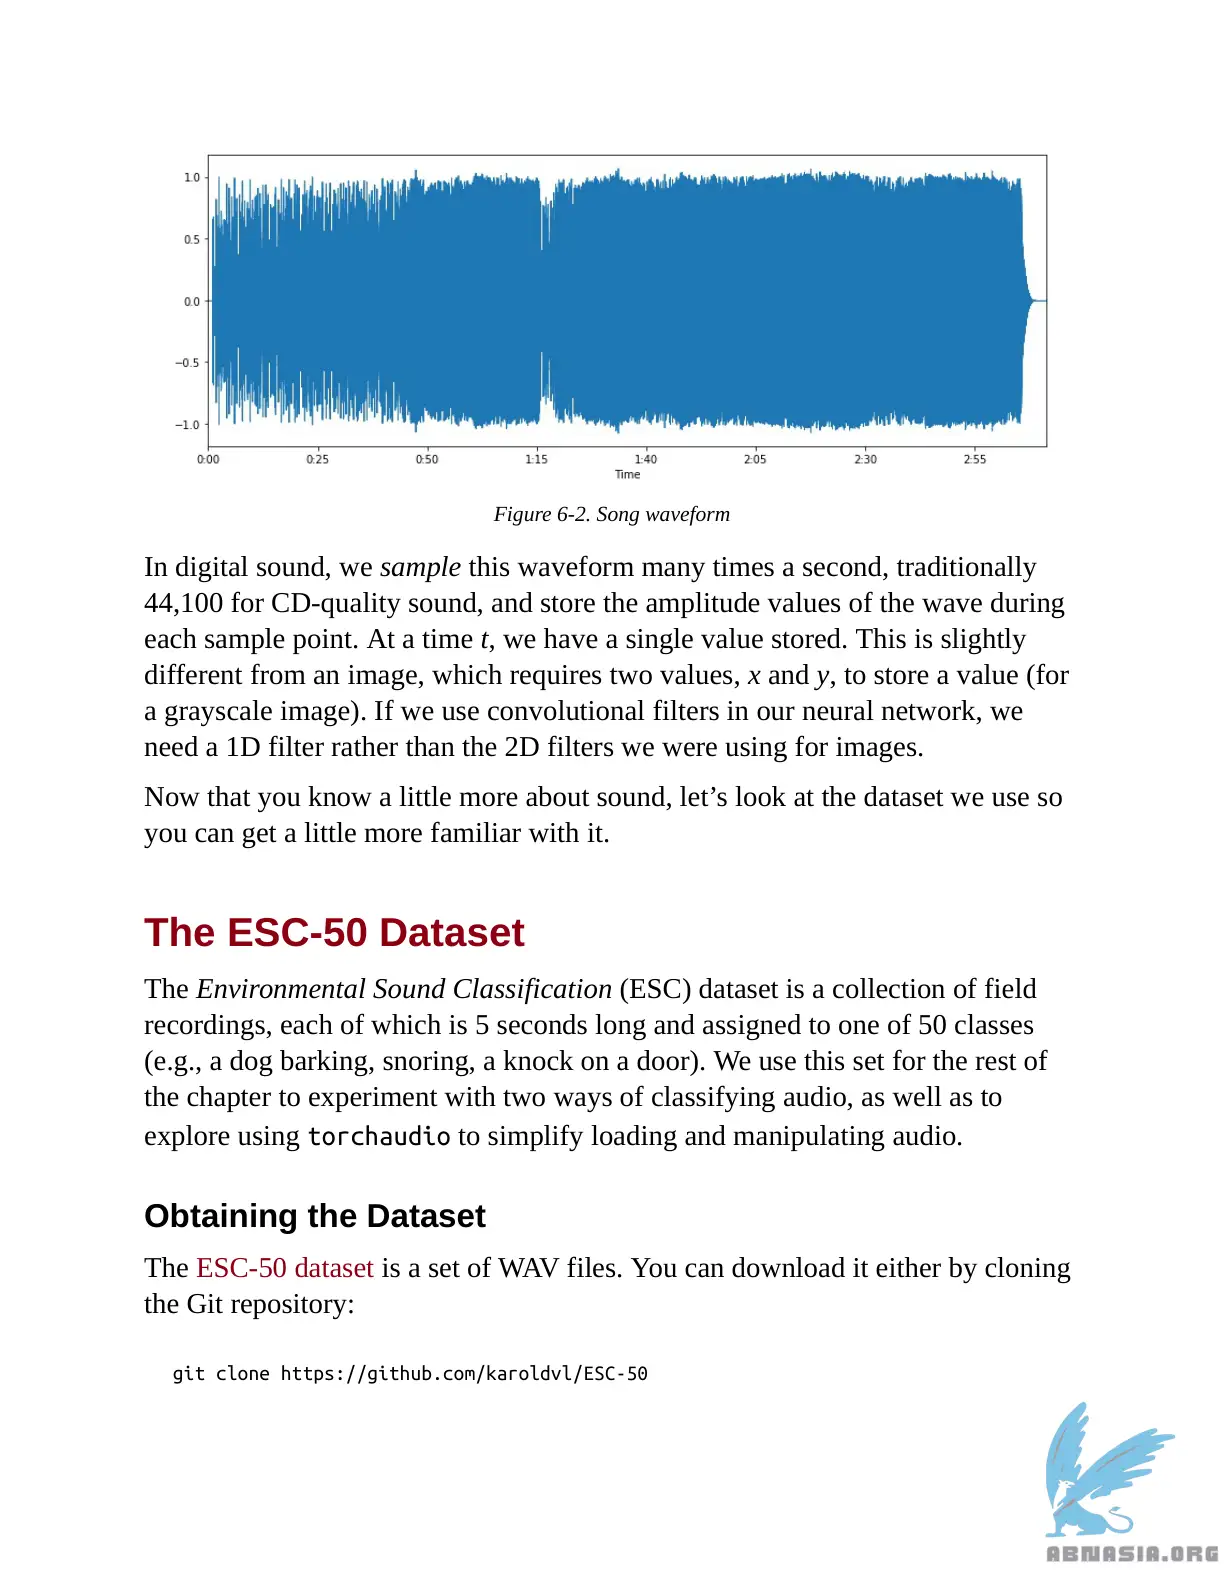 1.0
0.5
0.0
−0.5
−1.0
0:00 0:25 0:50 1:15 1:40 2:05 2:30 2:55
Time
Figure 6-2. Song waveform
In digital sound, we sample this waveform many times a second, traditionally
44,100 for CD-quality sound, and store the amplitude values of the wave during
each sample point. At a time t, we have a single value stored. This is slightly
different from an image, which requires two values, x and y, to store a value (for
a grayscale image). If we use convolutional filters in our neural network, we
need a 1D filter rather than the 2D filters we were using for images.
Now that you know a little more about sound, let’s look at the dataset we use so
you can get a little more familiar with it.
The ESC-50 Dataset
The Environmental Sound Classification (ESC) dataset is a collection of field
recordings, each of which is 5 seconds long and assigned to one of 50 classes
(e.g., a dog barking, snoring, a knock on a door). We use this set for the rest of
the chapter to experiment with two ways of classifying audio, as well as to
explore using torchaudio to simplify loading and manipulating audio.
Obtaining the Dataset
The ESC-50 dataset is a set of WAV files. You can download it either by cloning
the Git repository:
git clone https://github.com/karoldvl/ESC-50
ABNASIA.ORG